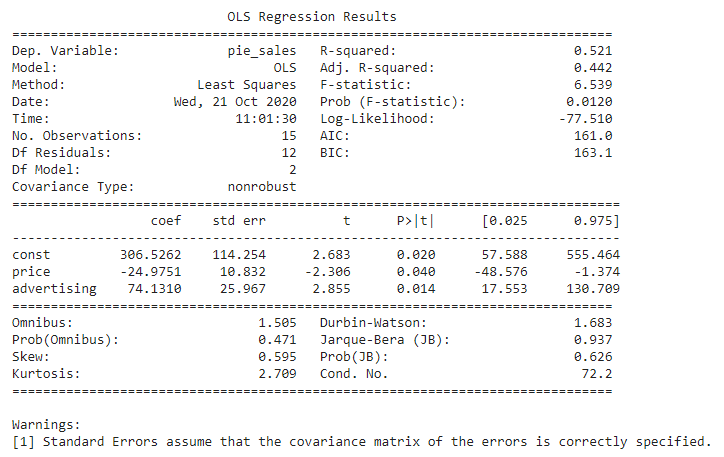 OLS Regression Results
==============================================================================
Dep. Variable:              pie_sales   R-squared:                       0.521
Model:                            OLS   Adj. R-squared:                  0.442
Method:                 Least Squares   F-statistic:                     6.539
Date:                Wed, 21 Oct 2020   Prob (F-statistic):             0.0120
Time:                        11:01:30   Log-Likelihood:                -77.510
No. Observations:                  15   AIC:                             161.0
Df Residuals:                      12   BIC:                             163.1
Df Model:                           2
Covariance Type:            nonrobust
===============================================================================
                  coef    std err          t      P>|t|      [0.025      0.975]
-------------------------------------------------------------------------------
const         306.5262    114.254      2.683      0.020      57.588     555.464
price         -24.9751     10.832     -2.306      0.040     -48.576      -1.374
advertising    74.1310     25.967      2.855      0.014      17.553     130.709
==============================================================================
Omnibus:                        1.505   Durbin-Watson:                   1.683
Prob(Omnibus):                  0.471   Jarque-Bera (JB):                0.937
Skew:                           0.595   Prob(JB):                        0.626
Kurtosis:                       2.709   Cond. No.                         72.2
==============================================================================
Warnings:
[1] Standard Errors assume that the covariance matrix of the errors is correctly specified.